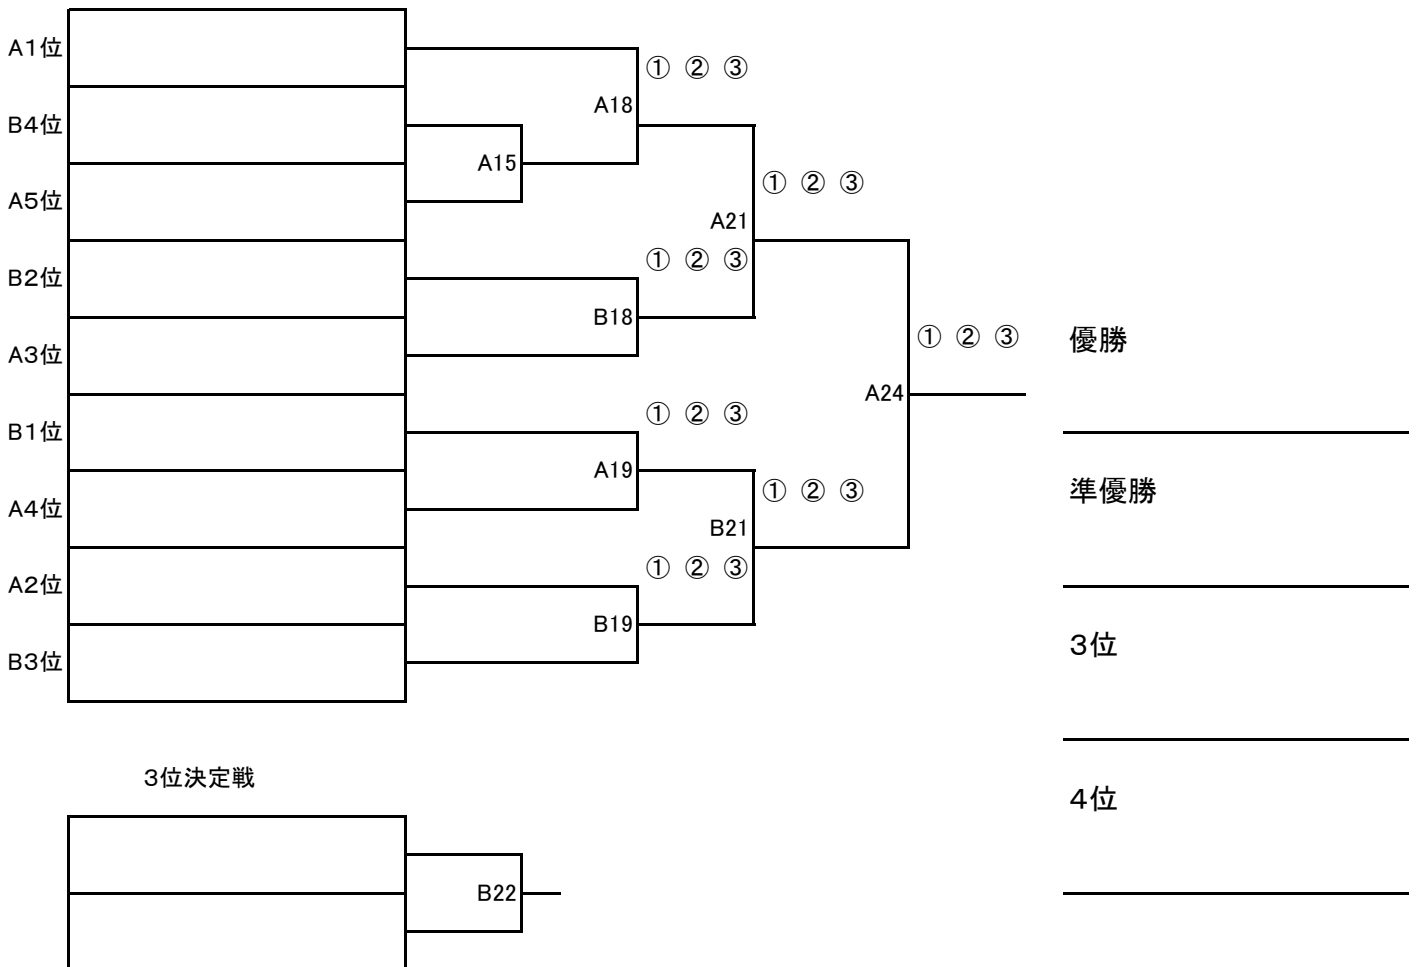 A1位
① ② ③
A18
B4位
A15
① ② ③
A5位
A21
① ② ③
B2位
B18
① ② ③
優勝
A3位
A24
① ② ③
B1位
A19
① ② ③
準優勝
A4位
B21
① ② ③
A2位
B19
3位
B3位
3位決定戦
4位
B22